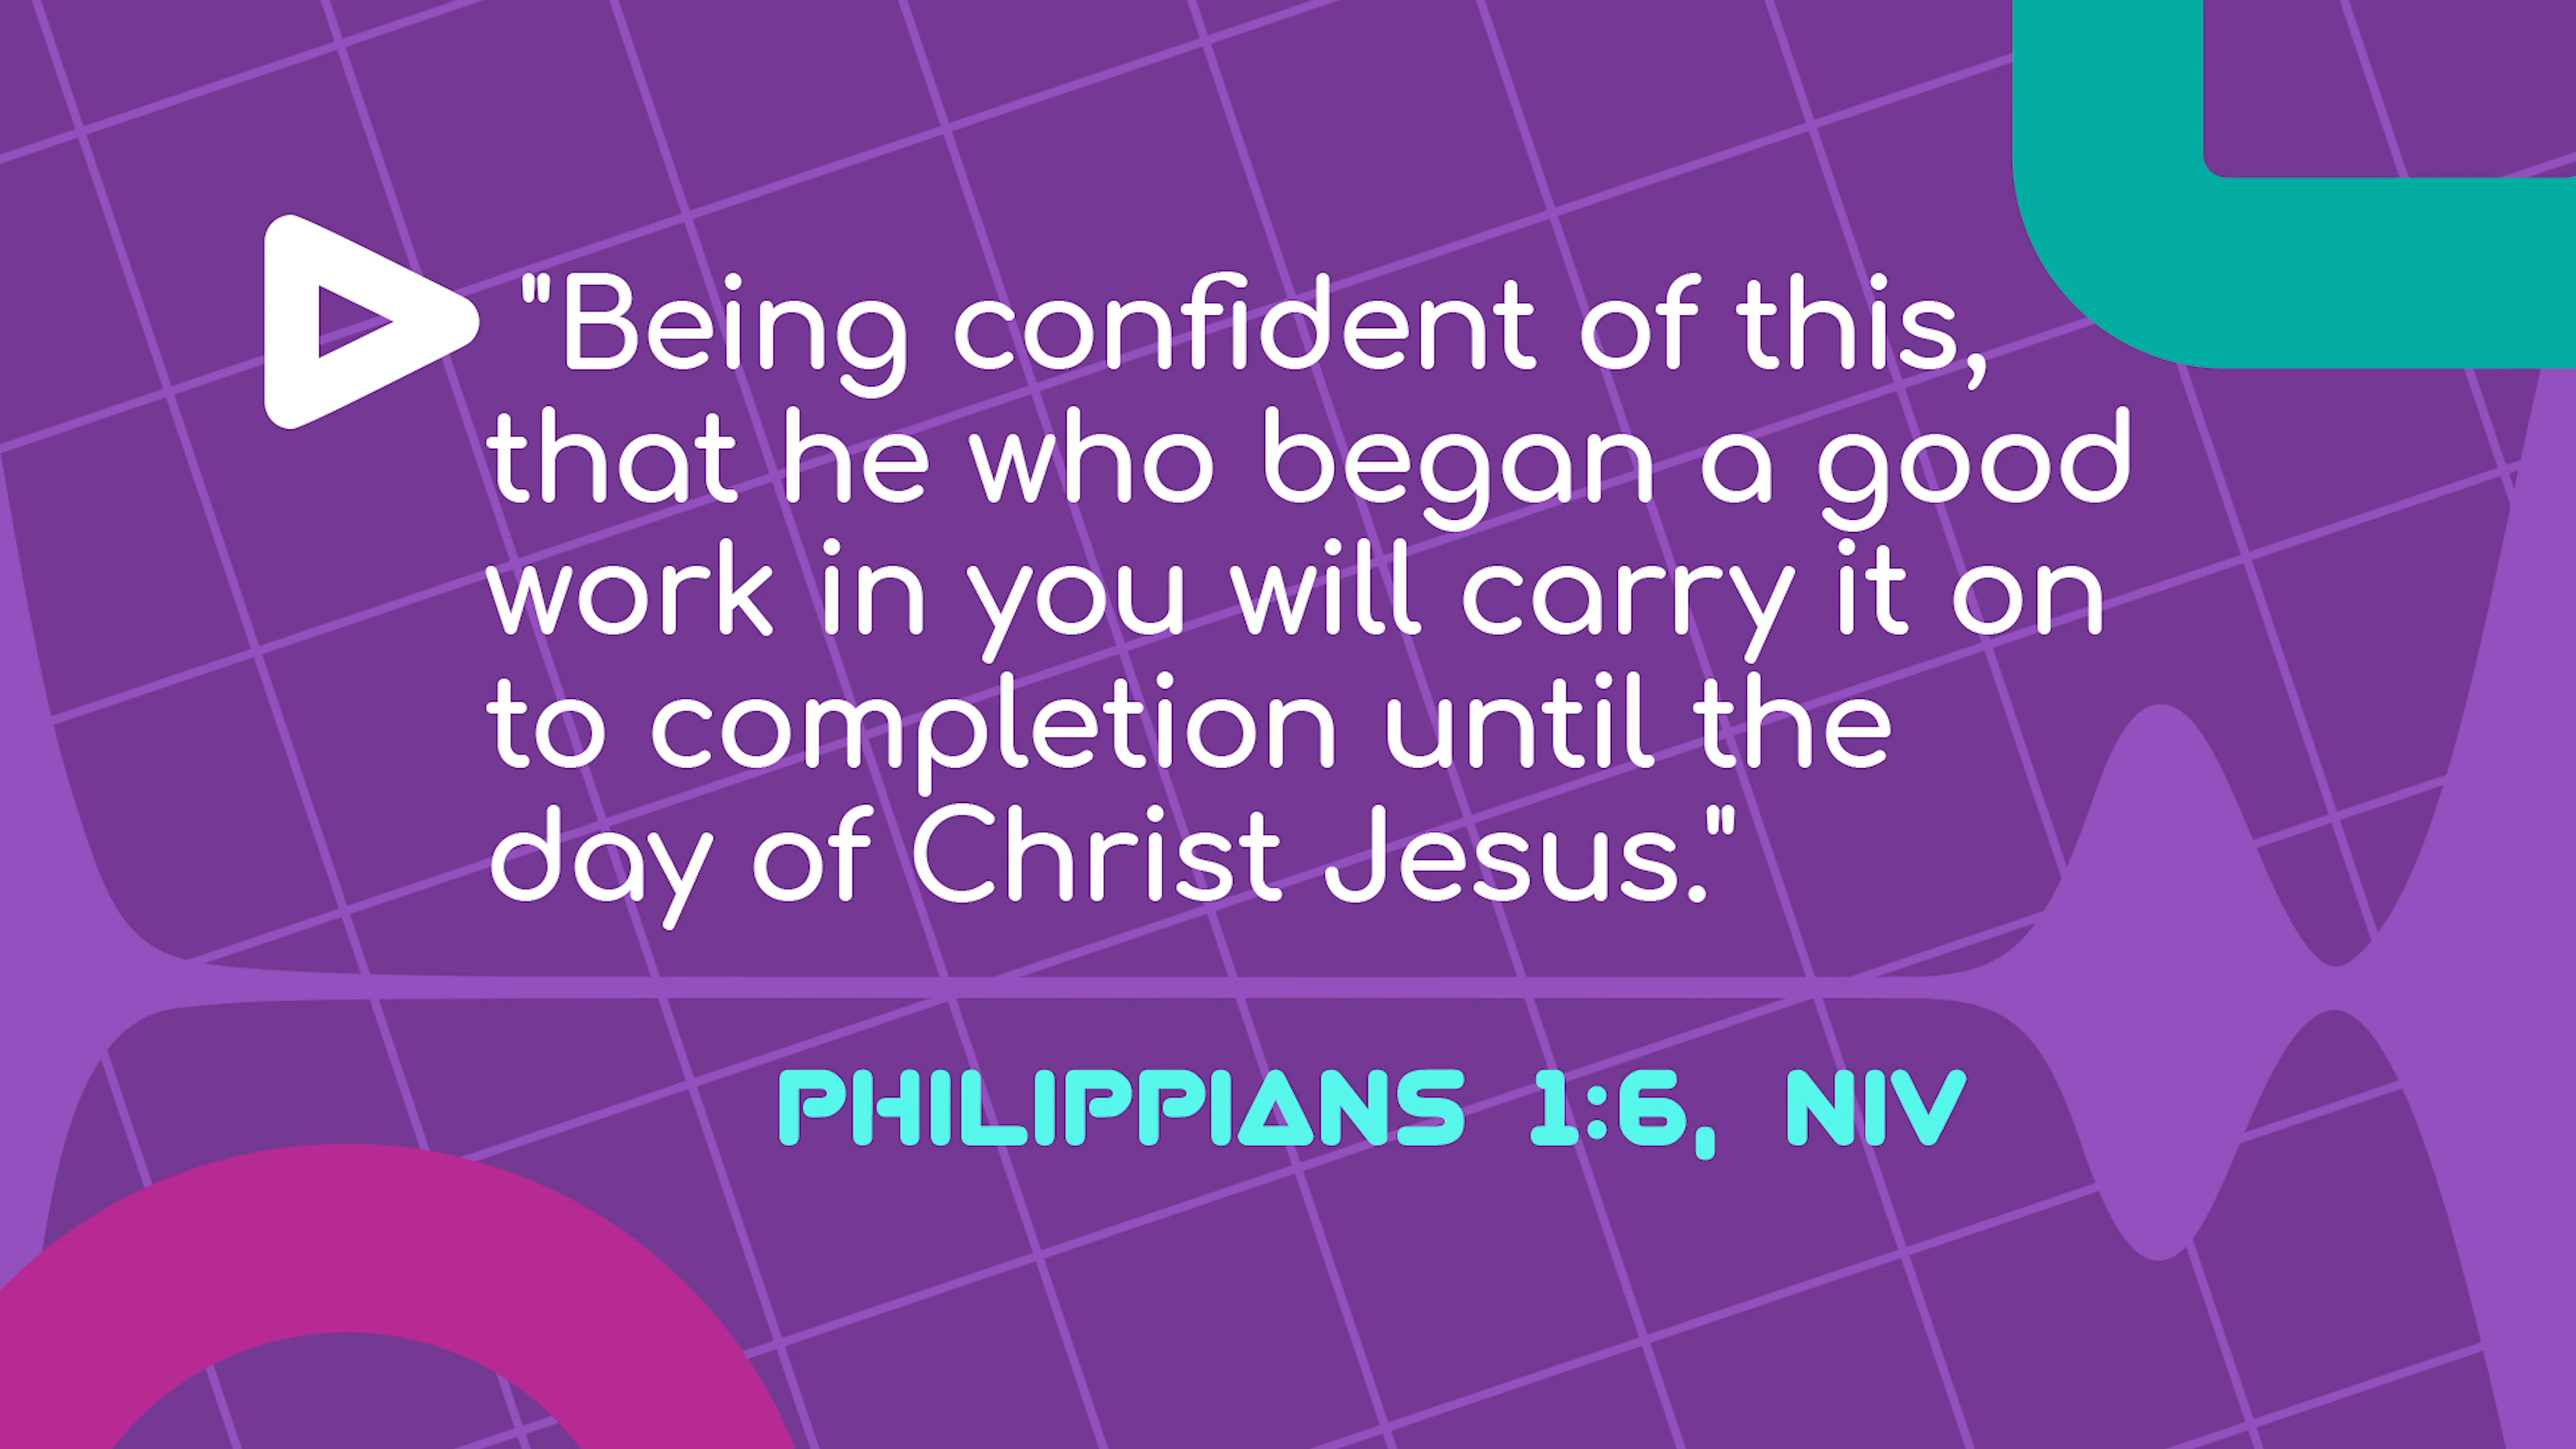 "Being confident of this,
that he who began a good
work in you will carry it on
to completion until the
day of Christ Jesus."
PHILIPPIANS 1:6, NIV